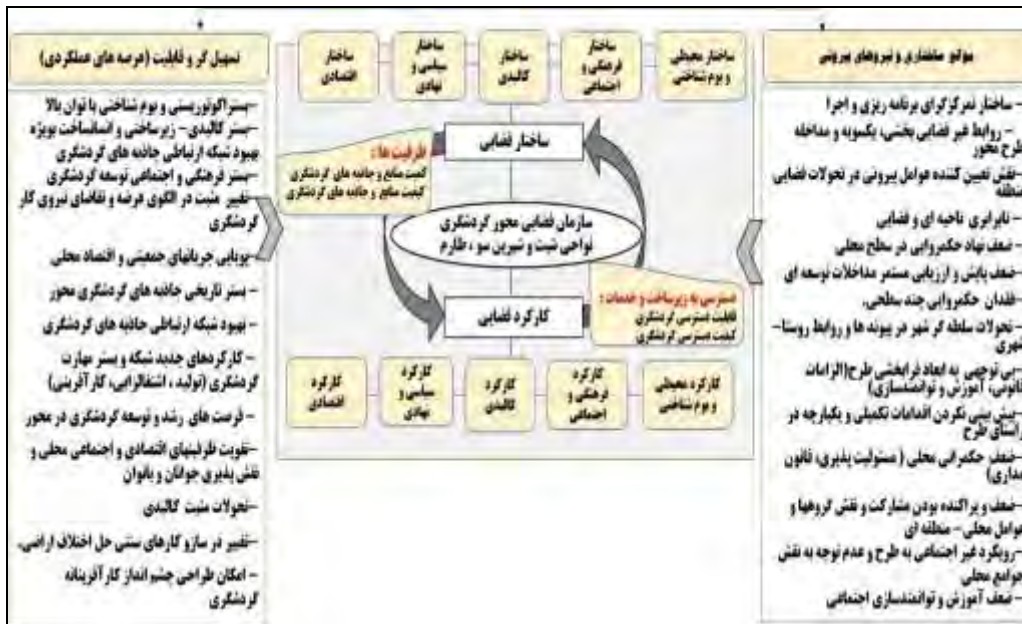 موانع ساختاری و نیروهای بیرونی
– ساختار تمرکزگرای برنامه ریزی و اجرا
– روابط غیر فضایی بخشی، یکسویه و مداخله
طرح محور
–نقش تعیین کننده عوامل بیرونی در تحولات فضایی
منطقه
– نابرابری ناحیه ای و فضایی
– ضعف نهاد حکمروایی در سطح محلی
–ضعف پایش و ارزیابی مستمر مداخلات توسعه ای
–فقدان حکمروایی چند سطحی.
–تحولات سلطه گر شهر در پیوند ها و روابط روستا–
شهری
–بی توجهی به ابعاد فرابخشی طرح(الزامات
قانونی، آموزش و توانمندسازی)
–پیش بینی نکردن اقدامات تکمیلی و یکپارچه در
راستای طرح
–ضعف حکمرانی محلی ( مسئولیت پذیری، قانون
مداری)
–ضعف و پراکنده بودن مشارکت و نقش گروهها و
عوامل محلی– منطقه ای
–رویکرد غیر اجتماعی به طرح و عدم توجه به نقش
جوامع محلی
–ضعف آموزش و توانمندسازی اجتماعی
ساختار محیطی
و بوم شناختی
ساختار
فرهنگی و
اجتماعی
ساختار
کالبدی
ساختار
سیاسی و
نهادی
ساختار
اقتصادی
ساختار فضایی
ظرفیت ها :
کمیت منابع و جاذبه های گردشگری
کیفیت منابع و جاذبه های گردشگری
سازمان فضایی محور گردشگری
نواحی شیت و شیرین سو ، طارم
دسترسی به زیرساخت و خدمات :
قابلیت دسترسی گردشگری
کیفیت دسترسی گردشگری
کارکرد فضایی
کارکرد محیطی
و بوم شناختی
کارکرد
فرهنگی و
اجتماعی
کارکرد
کالبدی
کارکرد
سیاسی و
نهادی
کارکرد
اقتصادی
تسهیل گر و قابلیت (عرصه های عملکردی)
–بستر اکوتوریستی و بوم شناختی با توان بالا
–بستر کالبدی– زیرساختی و انسانساخت بویژه
بهبود شبکه ارتباطی جاذبه های گردشگری
–بستر فرهنگی و اجتماعی توسعه گردشگری
–تغییر مثبت در الگوی عرضه و تقاضای نیروی کار
گردشگری
–پویایی جریانهای جمعیتی و اقتصاد محلی
– بستر تاریخی جاذبه های گردشگری محور
– بهبود شبکه ارتباطی جاذبه های گردشگری
– کارکردهای جدید شبکه و بستر مهارت
گردشگری (تولید ، اشتغالزایی، کارآفرینی)
– فرصت های رشد و توسعه گردشگری در محور
–تقویت ظرفیتهای اقتصادی و اجتماعی محلی و
نقش پذیری جوانان و بانوان
–تحولات مثبت کالبدی
–تغییر در سازو کارهای سنتی حل اختلاف اراضی.
– امکان طراحی چشم انداز کارآفرینانه
گردشگری